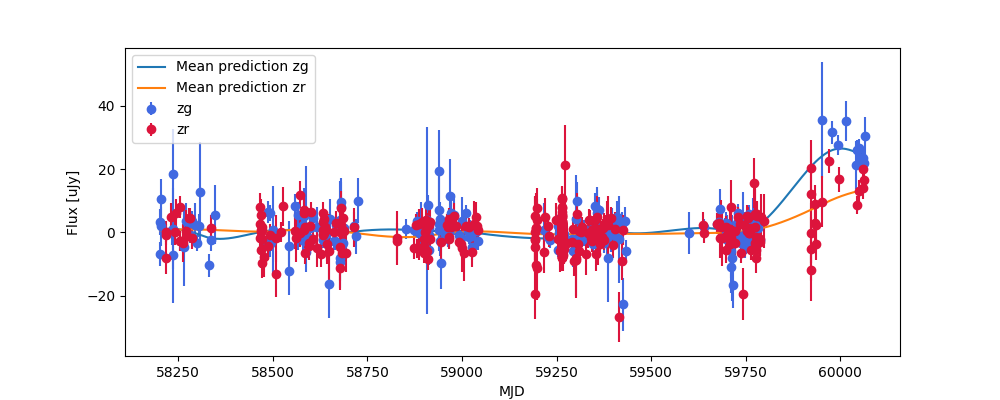 Mean prediction zg
Mean prediction zr
zg
zr
Flux [uJy]
40
20
0
−20
58250
58500
58750
59000
59250
59500
59750
60000
MJD